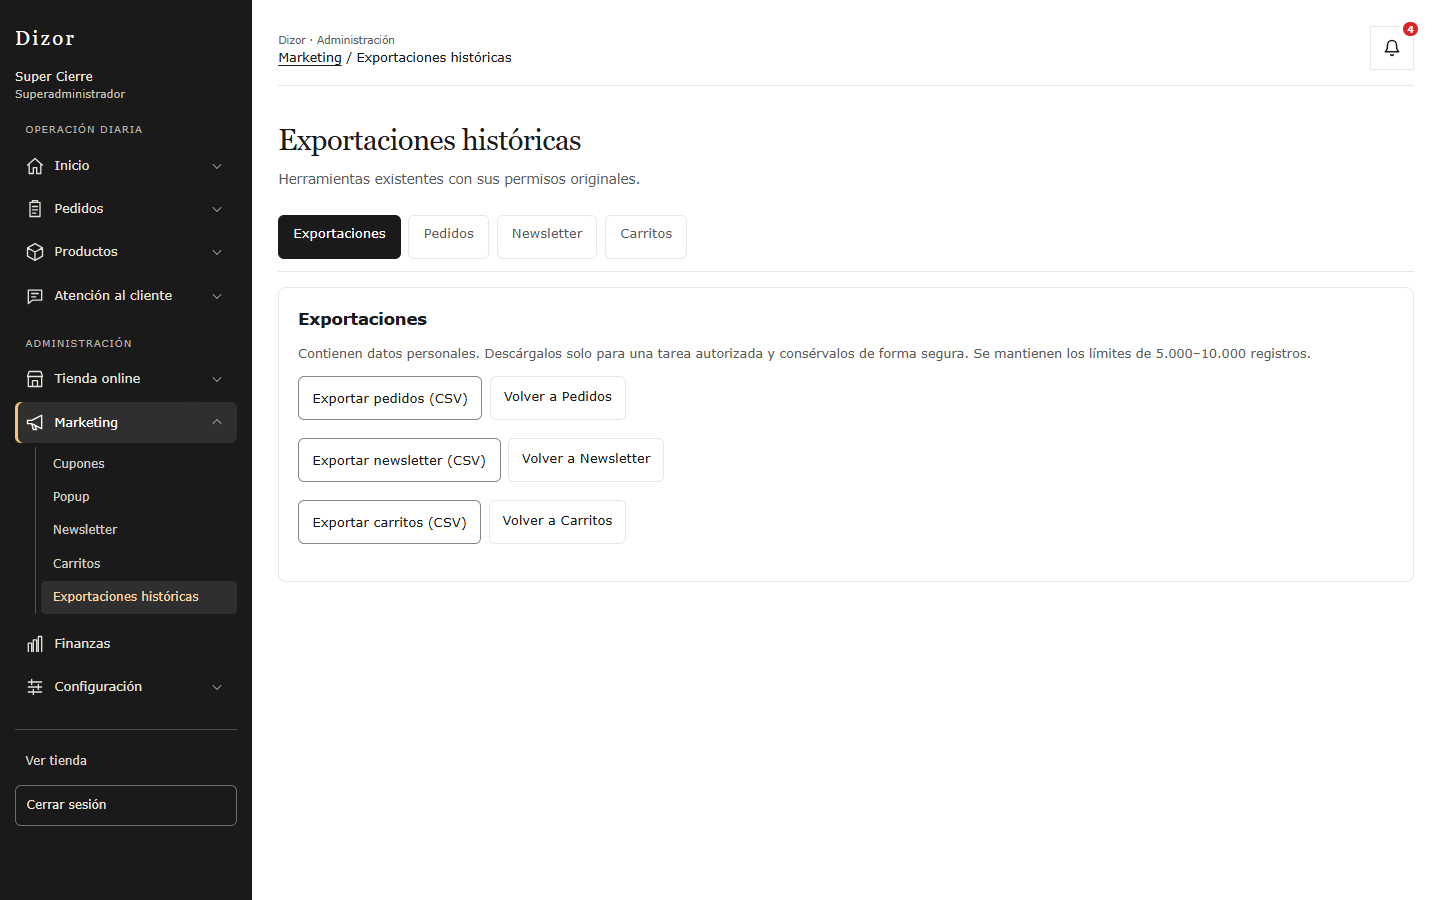 Dizor
Super Cierre
Superadministrador
OPERACIÓN DIARIA
Inicio
Pedidos
Productos
Atención al cliente
ADMINISTRACIÓN
Tienda online
Marketing
Cupones
Popup
Newsletter
Carritos
Exportaciones históricas
Finanzas
Configuración
Ver tienda
Cerrar sesión
Dizor · Administración
Marketing / Exportaciones históricas
4
Exportaciones históricas
Herramientas existentes con sus permisos originales.
Exportaciones Pedidos Newsletter Carritos
Exportaciones
Contienen datos personales. Descárgalos solo para una tarea autorizada y consérvalos de forma segura. Se mantienen los límites de 5.000–10.000 registros.
Exportar pedidos (CSV) Volver a Pedidos
Exportar newsletter (CSV) Volver a Newsletter
Exportar carritos (CSV) Volver a Carritos